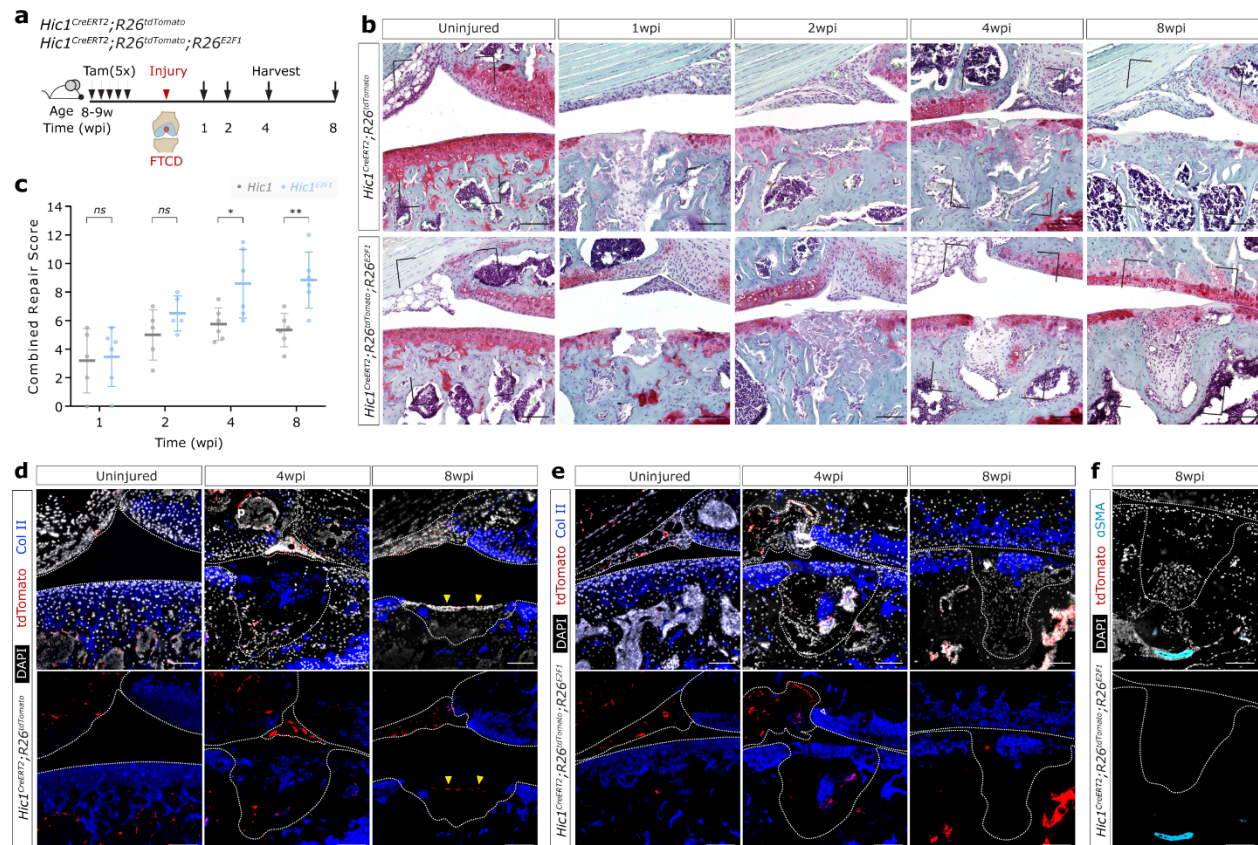 a
Hic1CreERT2;R26tdTomato
Hic1CreERT2;R26tdTomato;R26E2F1
Tam(5x)
Injury
Harvest
Age 8-9w
Time (wpi) 1 2 4 8
FTCD
b
Uninjured 1wpi 2wpi 4wpi 8wpi
Hic1CreERT2;R26tdTomato
Hic1CreERT2;R26tdTomato;R26E2F1
c
Hic1 Hic1E2F1
ns ns * **
Combined Repair Score
14
12
10
8
6
4
2
0
1 2 4 8
Time (wpi)
d
Uninjured 4wpi 8wpi
Hic1CreERT2;R26tdTomato DAPI tdTomato Col II
p
e
Uninjured 4wpi 8wpi
Hic1CreERT2;R26tdTomato;R26E2F1 DAPI tdTomato Col II
f
8wpi
Hic1CreERT2;R26tdTomato;R26E2F1 DAPI tdTomato αSMA